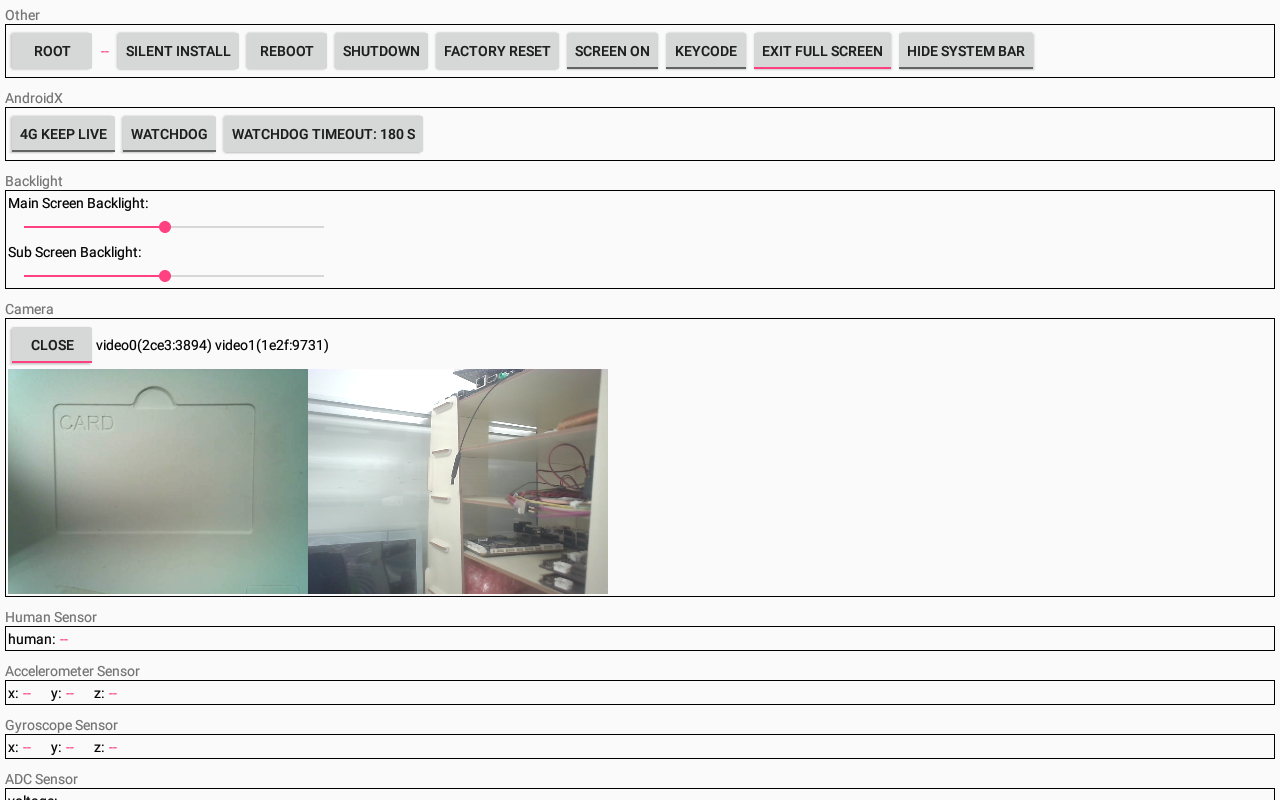 Other
ROOT -- SILENT INSTALL REBOOT SHUTDOWN FACTORY RESET SCREEN ON KEYCODE EXIT FULL SCREEN HIDE SYSTEM BAR
AndroidX
4G KEEP LIVE WATCHDOG WATCHDOG TIMEOUT: 180 S
Backlight
Main Screen Backlight:
Sub Screen Backlight:
Camera
CLOSE video0(2ce3:3894) video1(1e2f:9731)
CARD
Human Sensor
human: --
Accelerometer Sensor
x: -- y: -- z: --
Gyroscope Sensor
x: -- y: -- z: --
ADC Sensor
voltage: